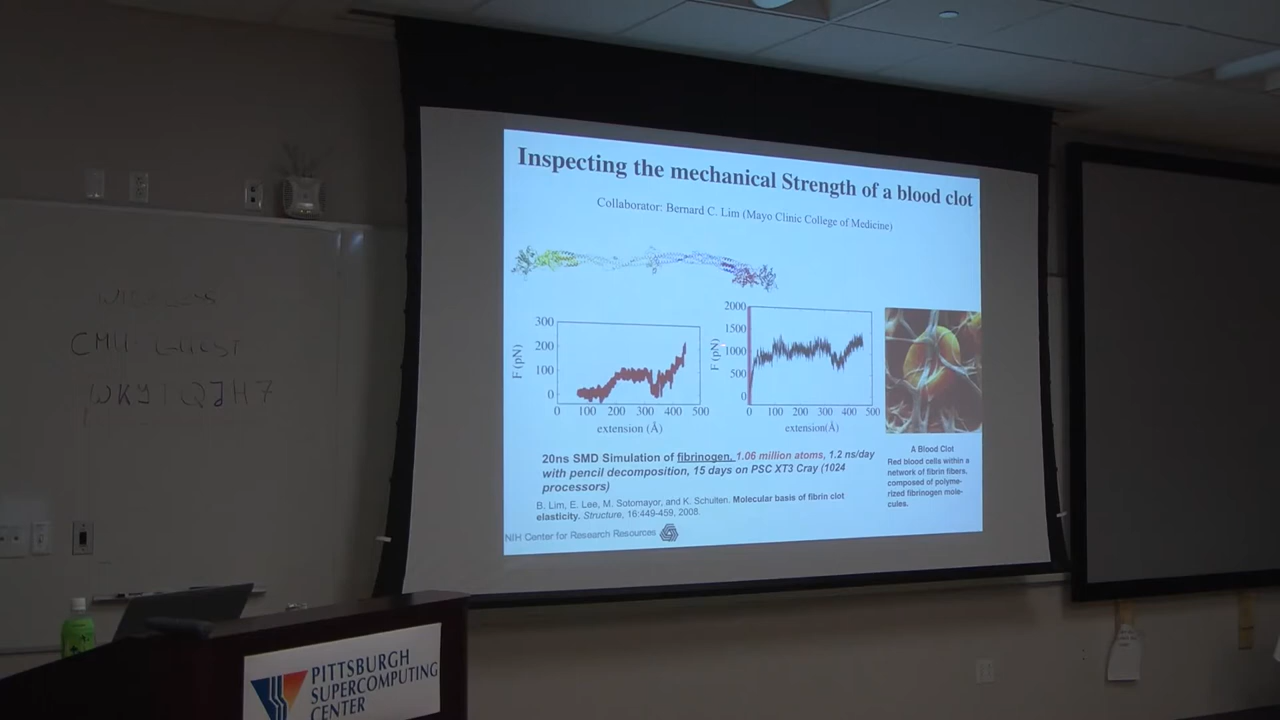 Inspecting the mechanical Strength of a blood clot
Collaborator: Bernard C. Lim (Mayo Clinic College of Medicine)
300
200
100
0
F (pN)
100 200 300 400 500
extension (Å)
2000
1500
1000
500
0
F (pN)
0 100 200 300 400 500
extension(Å)
A Blood Clot
Red blood cells within a
network of fibrin fibers,
composed of polyme-
rized fibrinogen mole-
cules.
20ns SMD Simulation of fibrinogen, 1.06 million atoms, 1.2 ns/day
with pencil decomposition, 15 days on PSC XT3 Cray (1024
processors)
B. Lim, E. Lee, M. Sotomayor, and K. Schulten. Molecular basis of fibrin clot
elasticity. Structure, 16:449-459, 2008.
NIH Center for Research Resources
CMU GUEST
PITTSBURGH
SUPERCOMPUTING
CENTER